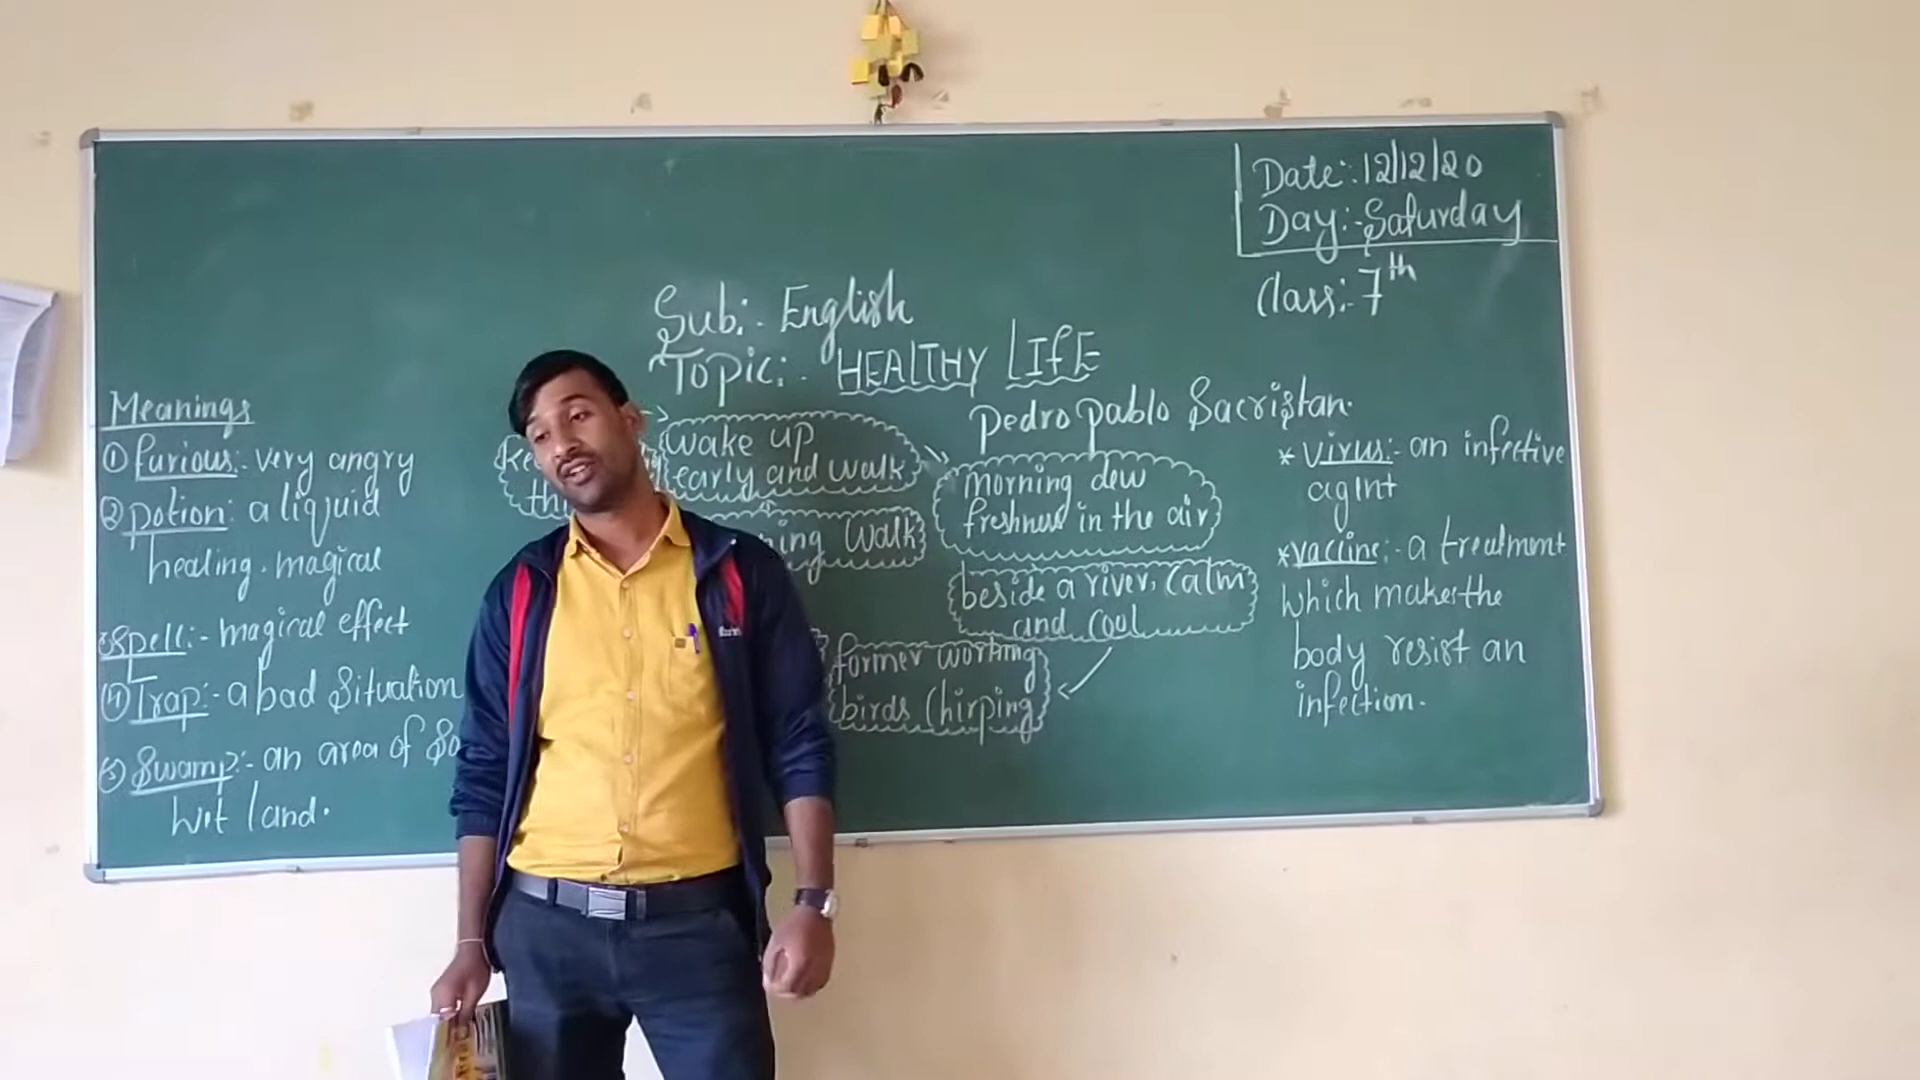 Date:- 12/12/20
Day:- Saturday
Class:- 7th
Sub:- English
Topic:- HEALTHY LIFE
Pedro pablo Sacristan.
Meanings
① furious:- very angry
② potion: a liquid
healing. magical
③ Spell:- magical effect
④ Trap:- a bad Situation
⑤ Swamp:- an area of
wet land.
wake up
early and walk
Walk
morning dew
freshness in the air
beside a river, Calm
and cool
former working
birds Chirping
* virus:- an infective
agent
* vaccine:- a treatment
which makes the
body resist an
infection.